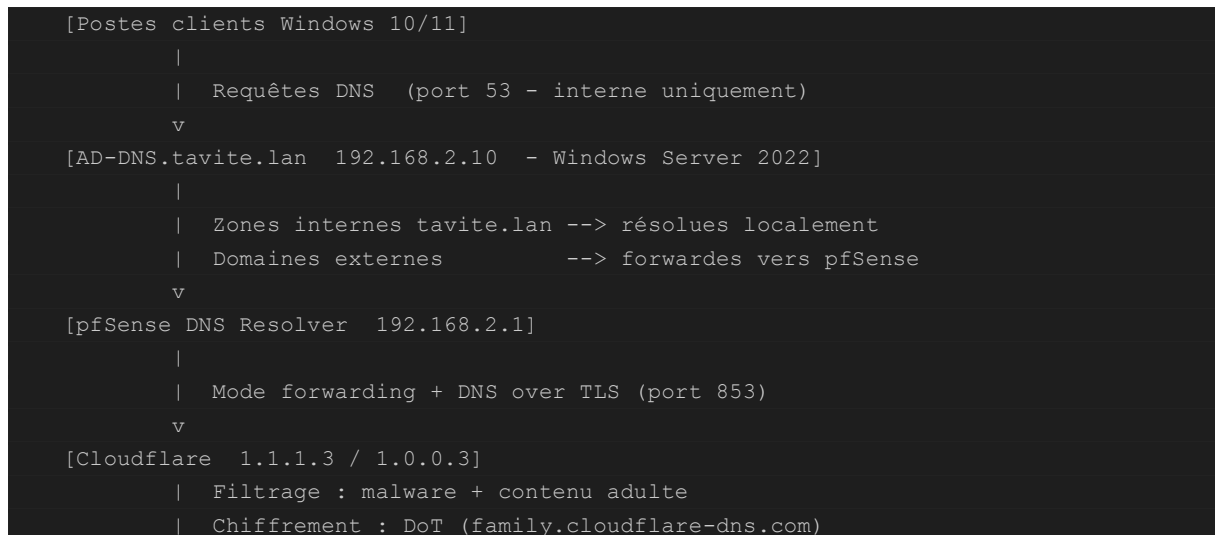 [Postes clients Windows 10/11]
|
| Requêtes DNS (port 53 - interne uniquement)
v
[AD-DNS.tavite.lan 192.168.2.10 - Windows Server 2022]
|
| Zones internes tavite.lan --> résolues localement
| Domaines externes --> forwardes vers pfSense
v
[pfSense DNS Resolver 192.168.2.1]
|
| Mode forwarding + DNS over TLS (port 853)
v
[Cloudflare 1.1.1.3 / 1.0.0.3]
| Filtrage : malware + contenu adulte
| Chiffrement : DoT (family.cloudflare-dns.com)